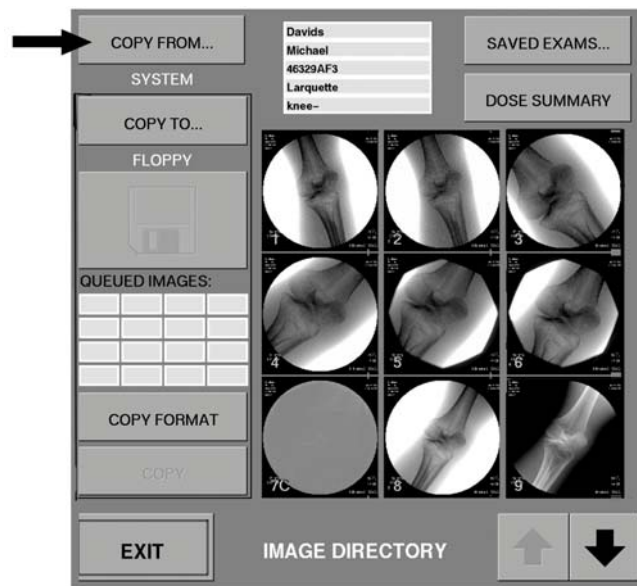 COPY FROM...
SYSTEM
COPY TO...
FLOPPY
QUEUED IMAGES:
COPY FORMAT
COPY
EXIT
Davids
Michael
46329AF3
Larquette
knee-
SAVED EXAMS...
DOSE SUMMARY
1
2
3
4
5
6
7C
8
9
IMAGE DIRECTORY